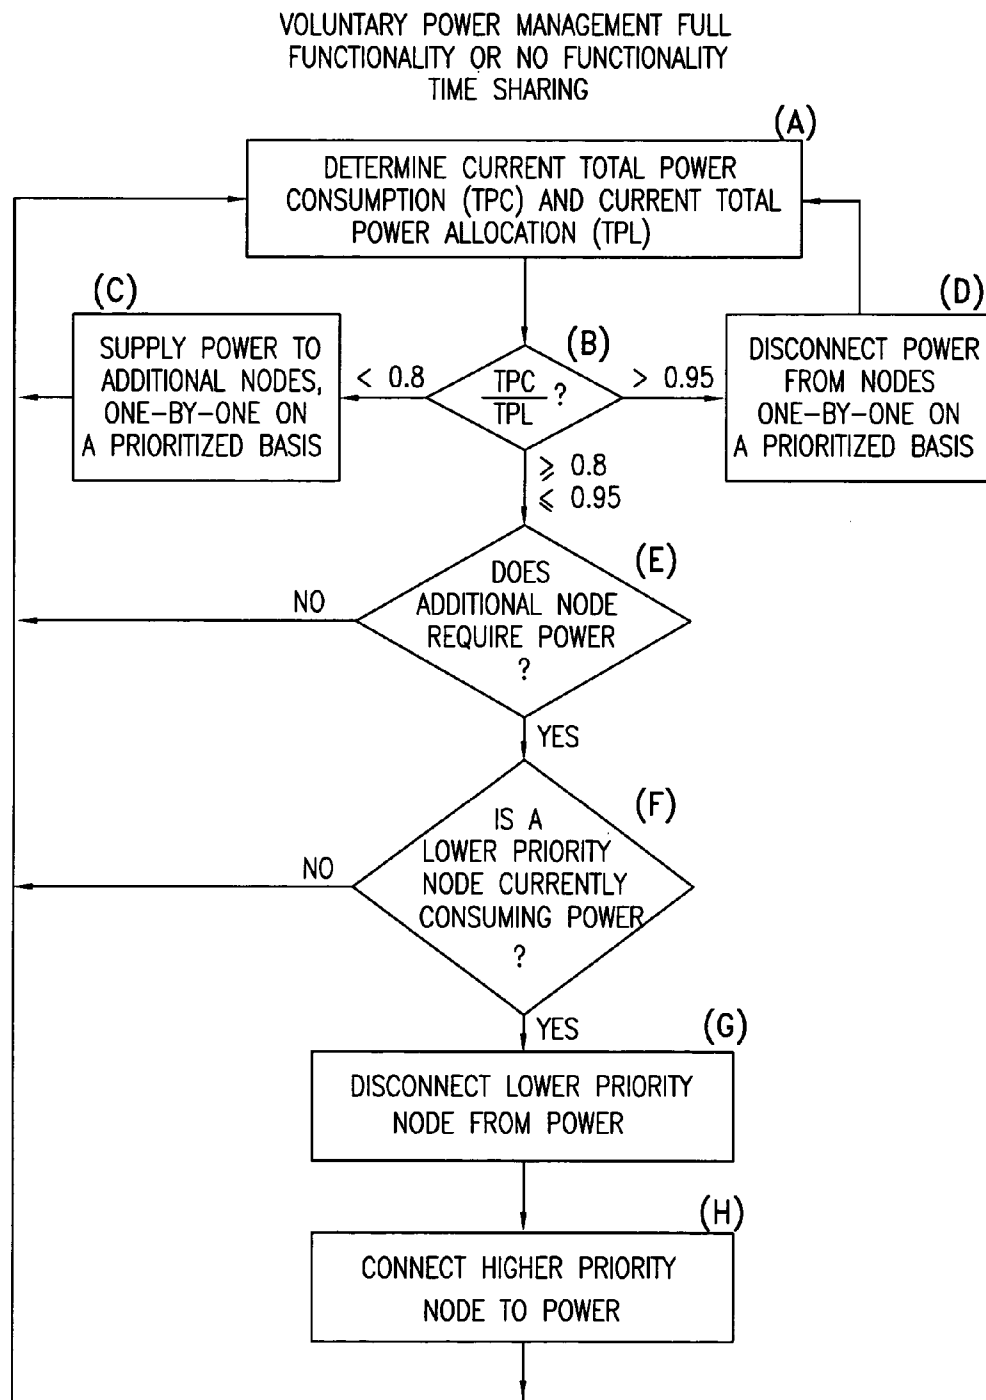 VOLUNTARY POWER MANAGEMENT FULL
FUNCTIONALITY OR NO FUNCTIONALITY
TIME SHARING
(A)
DETERMINE CURRENT TOTAL POWER
CONSUMPTION (TPC) AND CURRENT TOTAL
POWER ALLOCATION (TPL)
(C)
SUPPLY POWER TO
ADDITIONAL NODES,
ONE-BY-ONE ON
A PRIORITIZED BASIS
< 0.8
(B)
TPC
TPL
?
> 0.95
(D)
DISCONNECT POWER
FROM NODES
ONE-BY-ONE ON
A PRIORITIZED BASIS
⩾ 0.8
⩽ 0.95
(E)
DOES
ADDITIONAL NODE
REQUIRE POWER
?
NO
YES
(F)
IS A
LOWER PRIORITY
NODE CURRENTLY
CONSUMING POWER
?
NO
YES
(G)
DISCONNECT LOWER PRIORITY
NODE FROM POWER
(H)
CONNECT HIGHER PRIORITY
NODE TO POWER